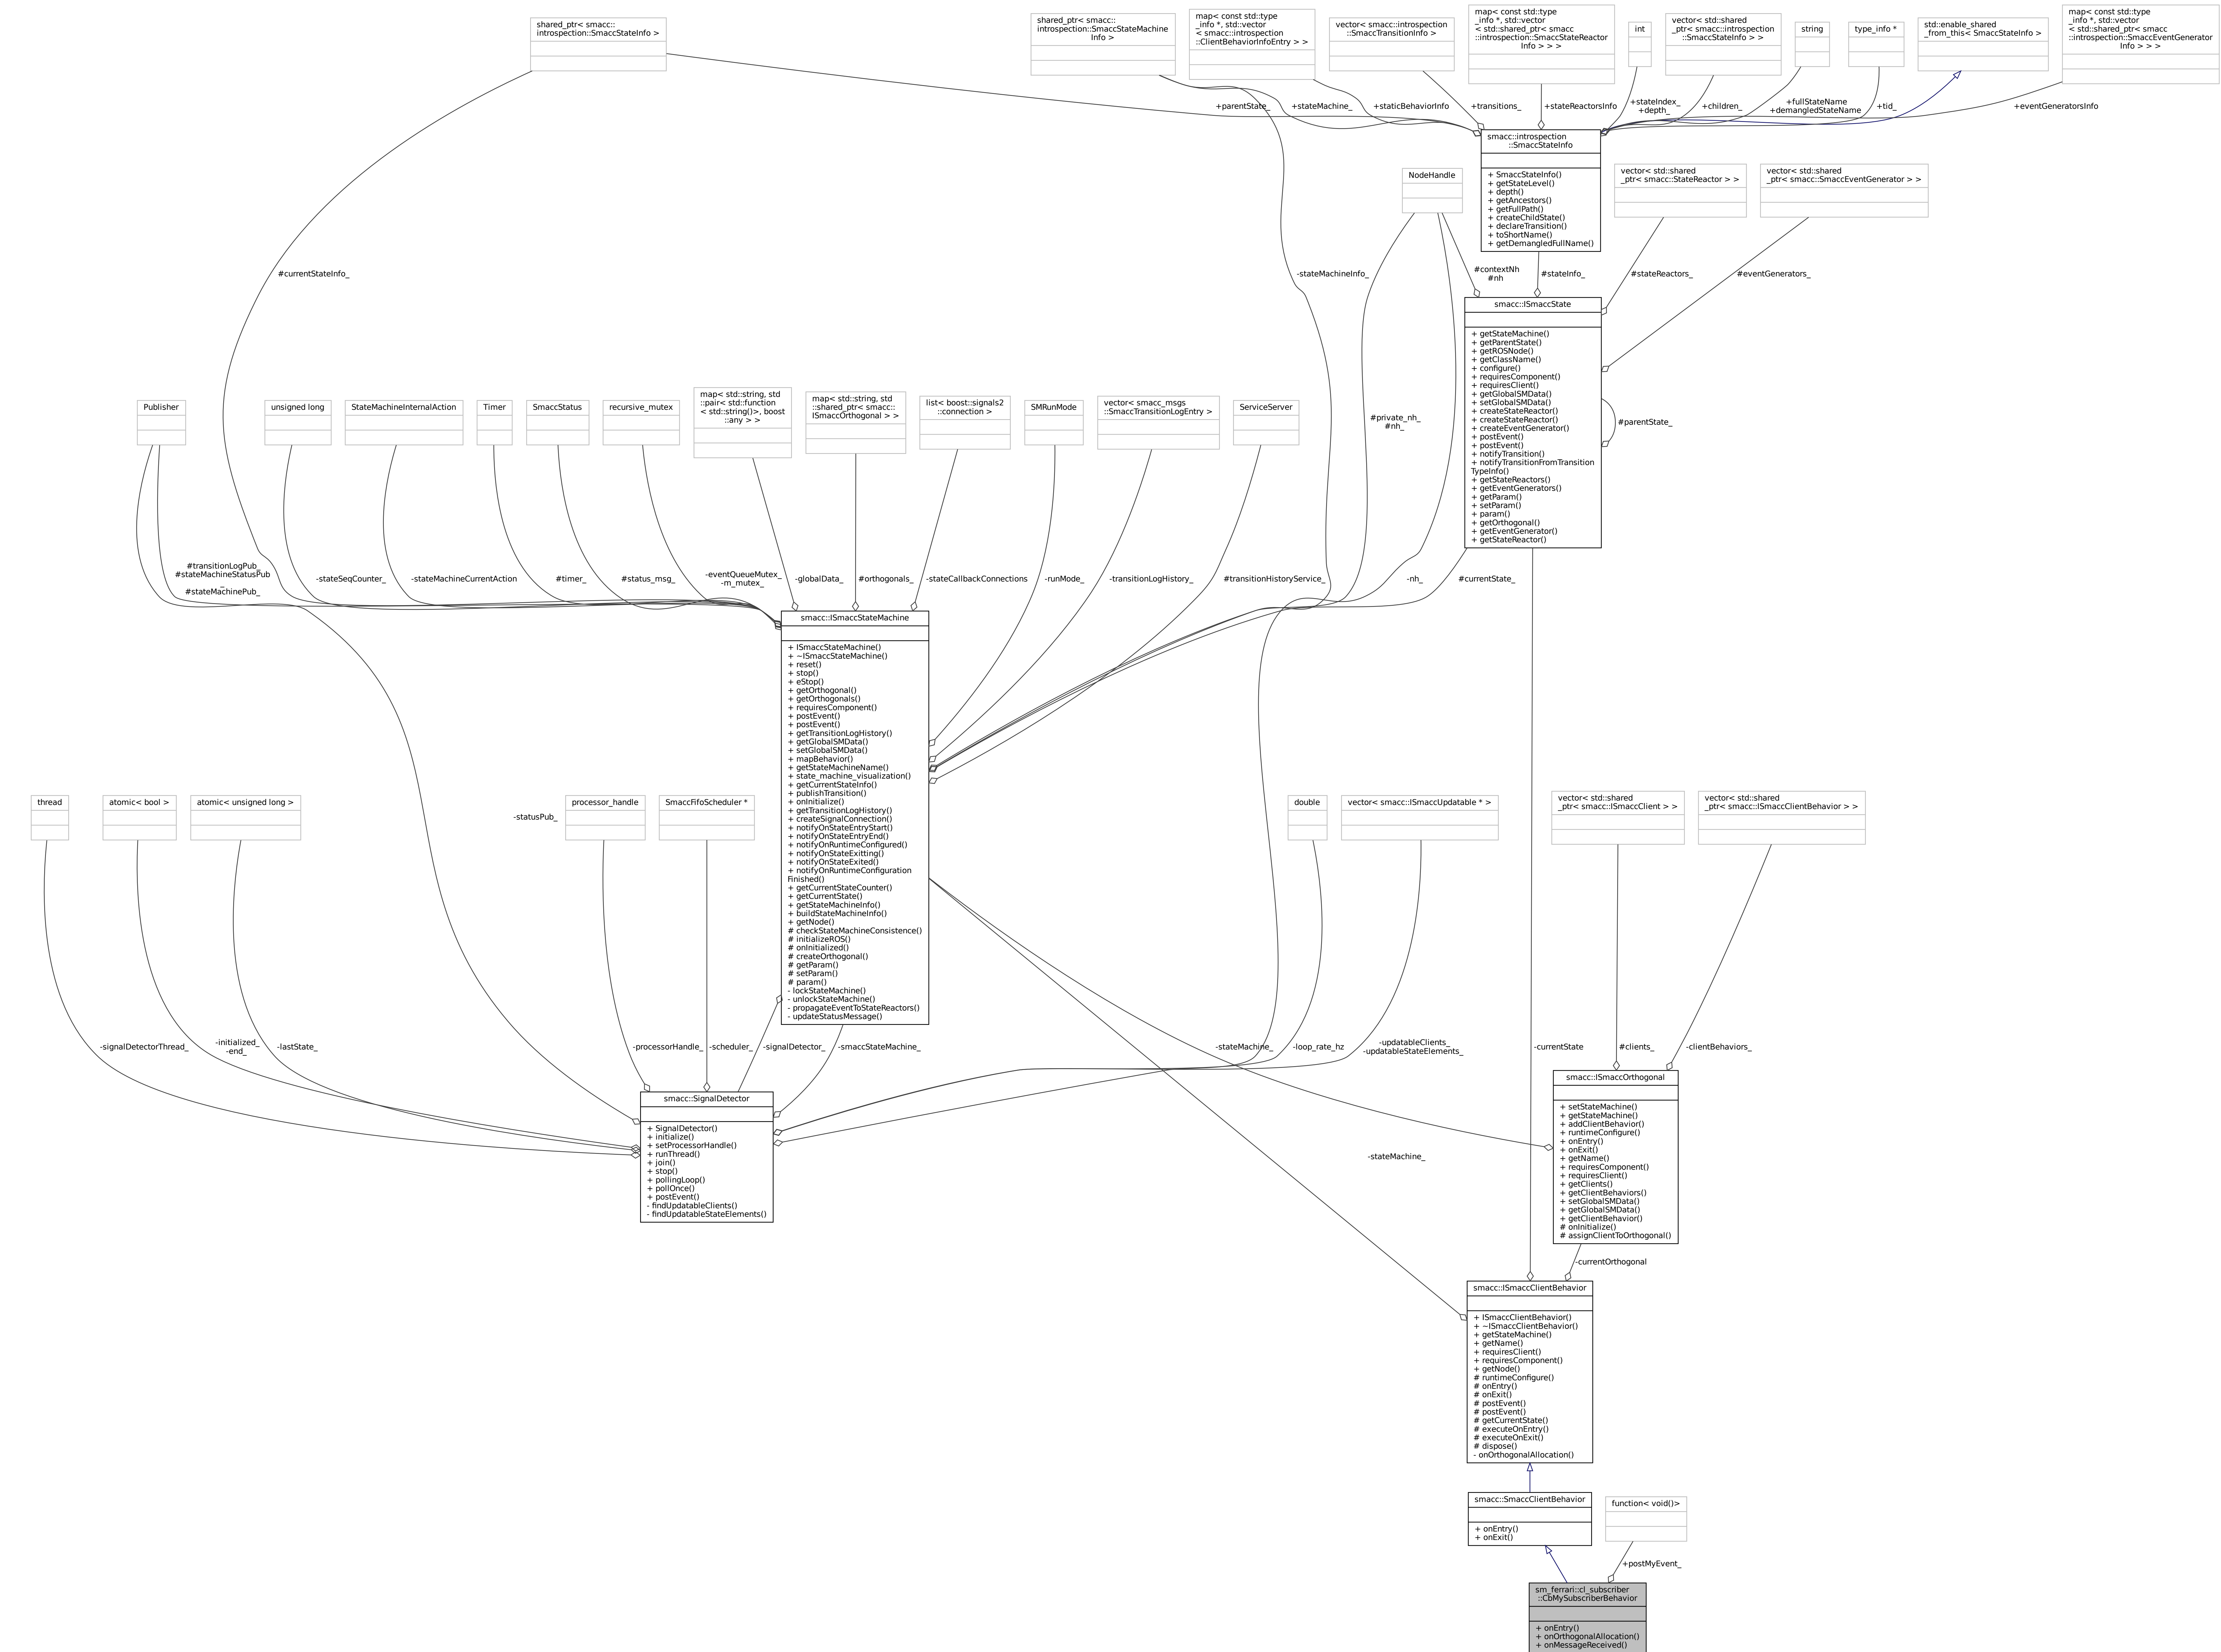 shared_ptr< smacc::
introspection::SmaccStateInfo >
shared_ptr< smacc::
introspection::SmaccStateMachine
Info >
map< const std::type
_info *, std::vector
< smacc::introspection
::ClientBehaviorInfoEntry > >
vector< smacc::introspection
::SmaccTransitionInfo >
map< const std::type
_info *, std::vector
< std::shared_ptr< smacc
::introspection::SmaccStateReactor
Info > > >
int
vector< std::shared
_ptr< smacc::introspection
::SmaccStateInfo > >
string
type_info *
std::enable_shared
_from_this< SmaccStateInfo >
map< const std::type
_info *, std::vector
< std::shared_ptr< smacc
::introspection::SmaccEventGenerator
Info > > >
+parentState_
+stateMachine_
+staticBehaviorInfo
+transitions_
+stateReactorsInfo
+stateIndex_
+depth_
+children_
+fullStateName
+demangledStateName
+tid_
+eventGeneratorsInfo
smacc::introspection
::SmaccStateInfo
+ SmaccStateInfo()
+ getStateLevel()
+ depth()
+ getAncestors()
+ getFullPath()
+ createChildState()
+ declareTransition()
+ toShortName()
+ getDemangledFullName()
NodeHandle
vector< std::shared
_ptr< smacc::StateReactor > >
vector< std::shared
_ptr< smacc::SmaccEventGenerator > >
#currentStateInfo_
-stateMachineInfo_
#contextNh
#nh
#stateInfo_
#stateReactors_
#eventGenerators_
smacc::ISmaccState
+ getStateMachine()
+ getParentState()
+ getROSNode()
+ getClassName()
+ configure()
+ requiresComponent()
+ requiresClient()
+ getGlobalSMData()
+ setGlobalSMData()
+ createStateReactor()
+ createStateReactor()
+ createEventGenerator()
+ postEvent()
+ postEvent()
+ notifyTransition()
+ notifyTransitionFromTransition
TypeInfo()
+ getStateReactors()
+ getEventGenerators()
+ getParam()
+ setParam()
+ param()
+ getOrthogonal()
+ getEventGenerator()
+ getStateReactor()
#parentState_
#private_nh_
#nh_
Publisher
unsigned long
StateMachineInternalAction
Timer
SmaccStatus
recursive_mutex
map< std::string, std
::pair< std::function
< std::string()>, boost
::any > >
map< std::string, std
::shared_ptr< smacc::
ISmaccOrthogonal > >
list< boost::signals2
::connection >
SMRunMode
vector< smacc_msgs
::SmaccTransitionLogEntry >
ServiceServer
#transitionLogPub_
#stateMachineStatusPub
_
#stateMachinePub_
-stateSeqCounter_
-stateMachineCurrentAction
#timer_
#status_msg_
-eventQueueMutex_
-m_mutex_
-globalData_
#orthogonals_
-stateCallbackConnections
-runMode_
-transitionLogHistory_
#transitionHistoryService_
-nh_
#currentState_
smacc::ISmaccStateMachine
+ ISmaccStateMachine()
+ ~ISmaccStateMachine()
+ reset()
+ stop()
+ eStop()
+ getOrthogonal()
+ getOrthogonals()
+ requiresComponent()
+ postEvent()
+ postEvent()
+ getTransitionLogHistory()
+ getGlobalSMData()
+ setGlobalSMData()
+ mapBehavior()
+ getStateMachineName()
+ state_machine_visualization()
+ getCurrentStateInfo()
+ publishTransition()
+ onInitialize()
+ getTransitionLogHistory()
+ createSignalConnection()
+ notifyOnStateEntryStart()
+ notifyOnStateEntryEnd()
+ notifyOnRuntimeConfigured()
+ notifyOnStateExitting()
+ notifyOnStateExited()
+ notifyOnRuntimeConfiguration
Finished()
+ getCurrentStateCounter()
+ getCurrentState()
+ getStateMachineInfo()
+ buildStateMachineInfo()
+ getNode()
# checkStateMachineConsistence()
# initializeROS()
# onInitialized()
# createOrthogonal()
# getParam()
# setParam()
# param()
- lockStateMachine()
- unlockStateMachine()
- propagateEventToStateReactors()
- updateStatusMessage()
thread
atomic< bool >
atomic< unsigned long >
-statusPub_
processor_handle
SmaccFifoScheduler *
double
vector< smacc::ISmaccUpdatable * >
vector< std::shared
_ptr< smacc::ISmaccClient > >
vector< std::shared
_ptr< smacc::ISmaccClientBehavior > >
-signalDetectorThread_
-initialized_
-end_
-lastState_
-processorHandle_
-scheduler_
-signalDetector_
-smaccStateMachine_
-stateMachine_
-loop_rate_hz
-updatableClients_
-updatableStateElements_
-currentState
#clients_
-clientBehaviors_
smacc::SignalDetector
+ SignalDetector()
+ initialize()
+ setProcessorHandle()
+ runThread()
+ join()
+ stop()
+ pollingLoop()
+ pollOnce()
+ postEvent()
- findUpdatableClients()
- findUpdatableStateElements()
smacc::ISmaccOrthogonal
+ setStateMachine()
+ getStateMachine()
+ addClientBehavior()
+ runtimeConfigure()
+ onEntry()
+ onExit()
+ getName()
+ requiresComponent()
+ requiresClient()
+ getClients()
+ getClientBehaviors()
+ setGlobalSMData()
+ getGlobalSMData()
+ getClientBehavior()
# onInitialize()
# assignClientToOrthogonal()
-stateMachine_
-currentOrthogonal
smacc::ISmaccClientBehavior
+ ISmaccClientBehavior()
+ ~ISmaccClientBehavior()
+ getStateMachine()
+ getName()
+ requiresClient()
+ requiresComponent()
+ getNode()
# runtimeConfigure()
# onEntry()
# onExit()
# postEvent()
# postEvent()
# getCurrentState()
# executeOnEntry()
# executeOnExit()
# dispose()
- onOrthogonalAllocation()
smacc::SmaccClientBehavior
+ onEntry()
+ onExit()
function< void()>
+postMyEvent_
sm_ferrari::cl_subscriber
::CbMySubscriberBehavior
+ onEntry()
+ onOrthogonalAllocation()
+ onMessageReceived()